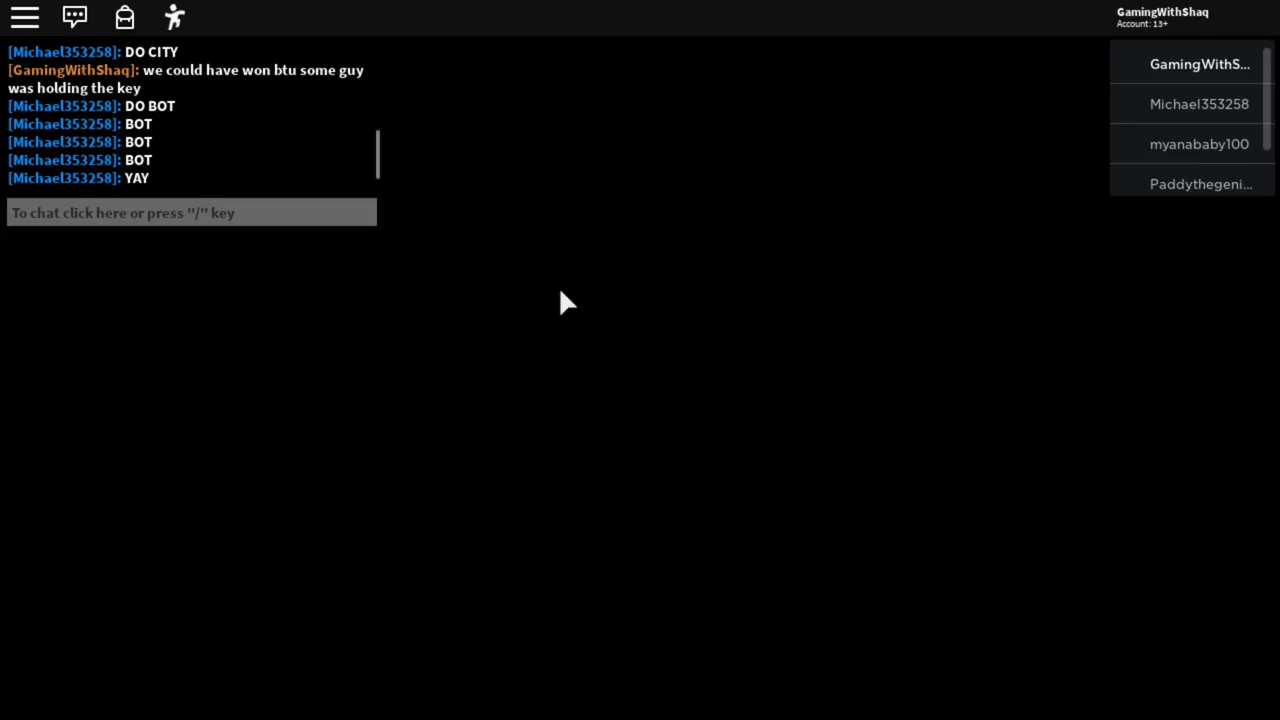 GamingWithShaq
Account: 13+
[Michael353258]: DO CITY
[GamingWithShaq]: we could have won btu some guy
was holding the key
[Michael353258]: DO BOT
[Michael353258]: BOT
[Michael353258]: BOT
[Michael353258]: BOT
[Michael353258]: YAY
To chat click here or press "/" key
GamingWithS...
Michael353258
myanababy100
Paddythegeni...